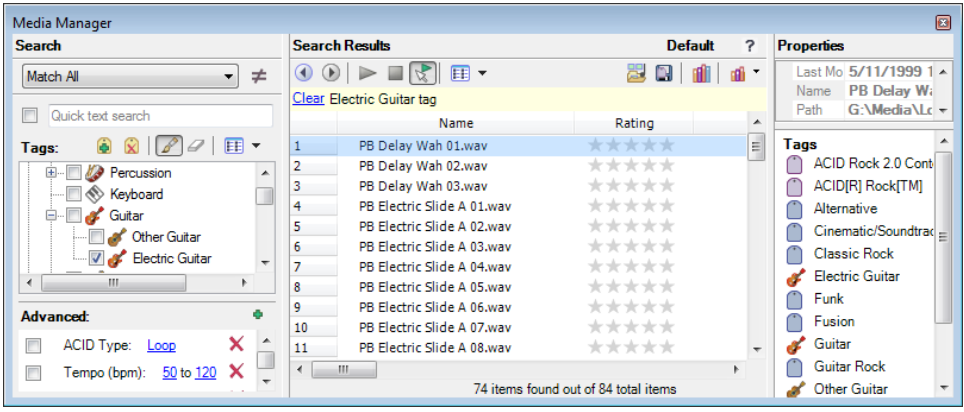 Media Manager
Search
Match All
Quick text search
Tags:
Percussion
Keyboard
Guitar
Other Guitar
Electric Guitar
Advanced:
ACID Type: Loop
Tempo (bpm): 50 to 120
Search Results Default ?
Clear Electric Guitar tag
Name Rating
1 PB Delay Wah 01.wav
2 PB Delay Wah 02.wav
3 PB Delay Wah 03.wav
4 PB Electric Slide A 01.wav
5 PB Electric Slide A 02.wav
6 PB Electric Slide A 03.wav
7 PB Electric Slide A 04.wav
8 PB Electric Slide A 05.wav
9 PB Electric Slide A 06.wav
10 PB Electric Slide A 07.wav
11 PB Electric Slide A 08.wav
74 items found out of 84 total items
Properties
Last Mo 5/11/1999 1
Name PB Delay Wa
Path G:\Media\Lo
Tags
ACID Rock 2.0 Cont
ACID[R] Rock[TM]
Alternative
Cinematic/Soundtrac
Classic Rock
Electric Guitar
Funk
Fusion
Guitar
Guitar Rock
Other Guitar